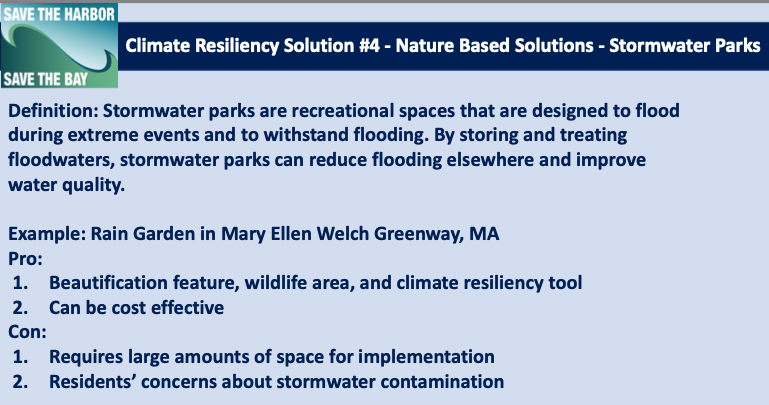 SAVE THE HARBOR
SAVE THE BAY
Climate Resiliency Solution #4 - Nature Based Solutions - Stormwater Parks
Definition: Stormwater parks are recreational spaces that are designed to flood
during extreme events and to withstand flooding. By storing and treating
floodwaters, stormwater parks can reduce flooding elsewhere and improve
water quality.
Example: Rain Garden in Mary Ellen Welch Greenway, MA
Pro:
1. Beautification feature, wildlife area, and climate resiliency tool
2. Can be cost effective
Con:
1. Requires large amounts of space for implementation
2. Residents’ concerns about stormwater contamination